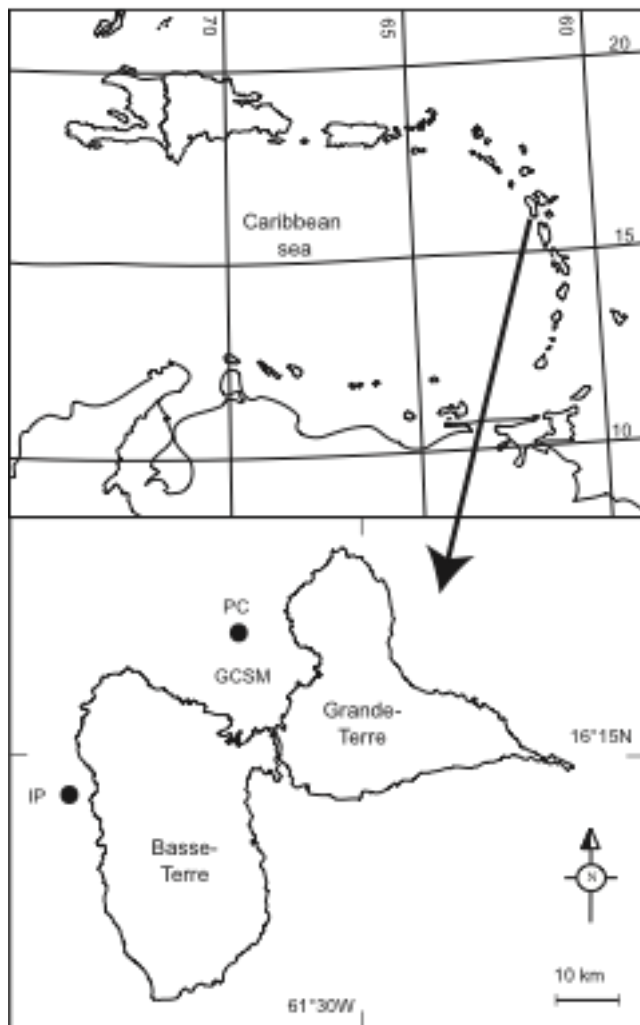 70
65
60
20
Caribbean
sea
15
10
PC
GCSM
Grande-
Terre
16°15N
IP
Basse-
Terre
N
10 km
61°30W